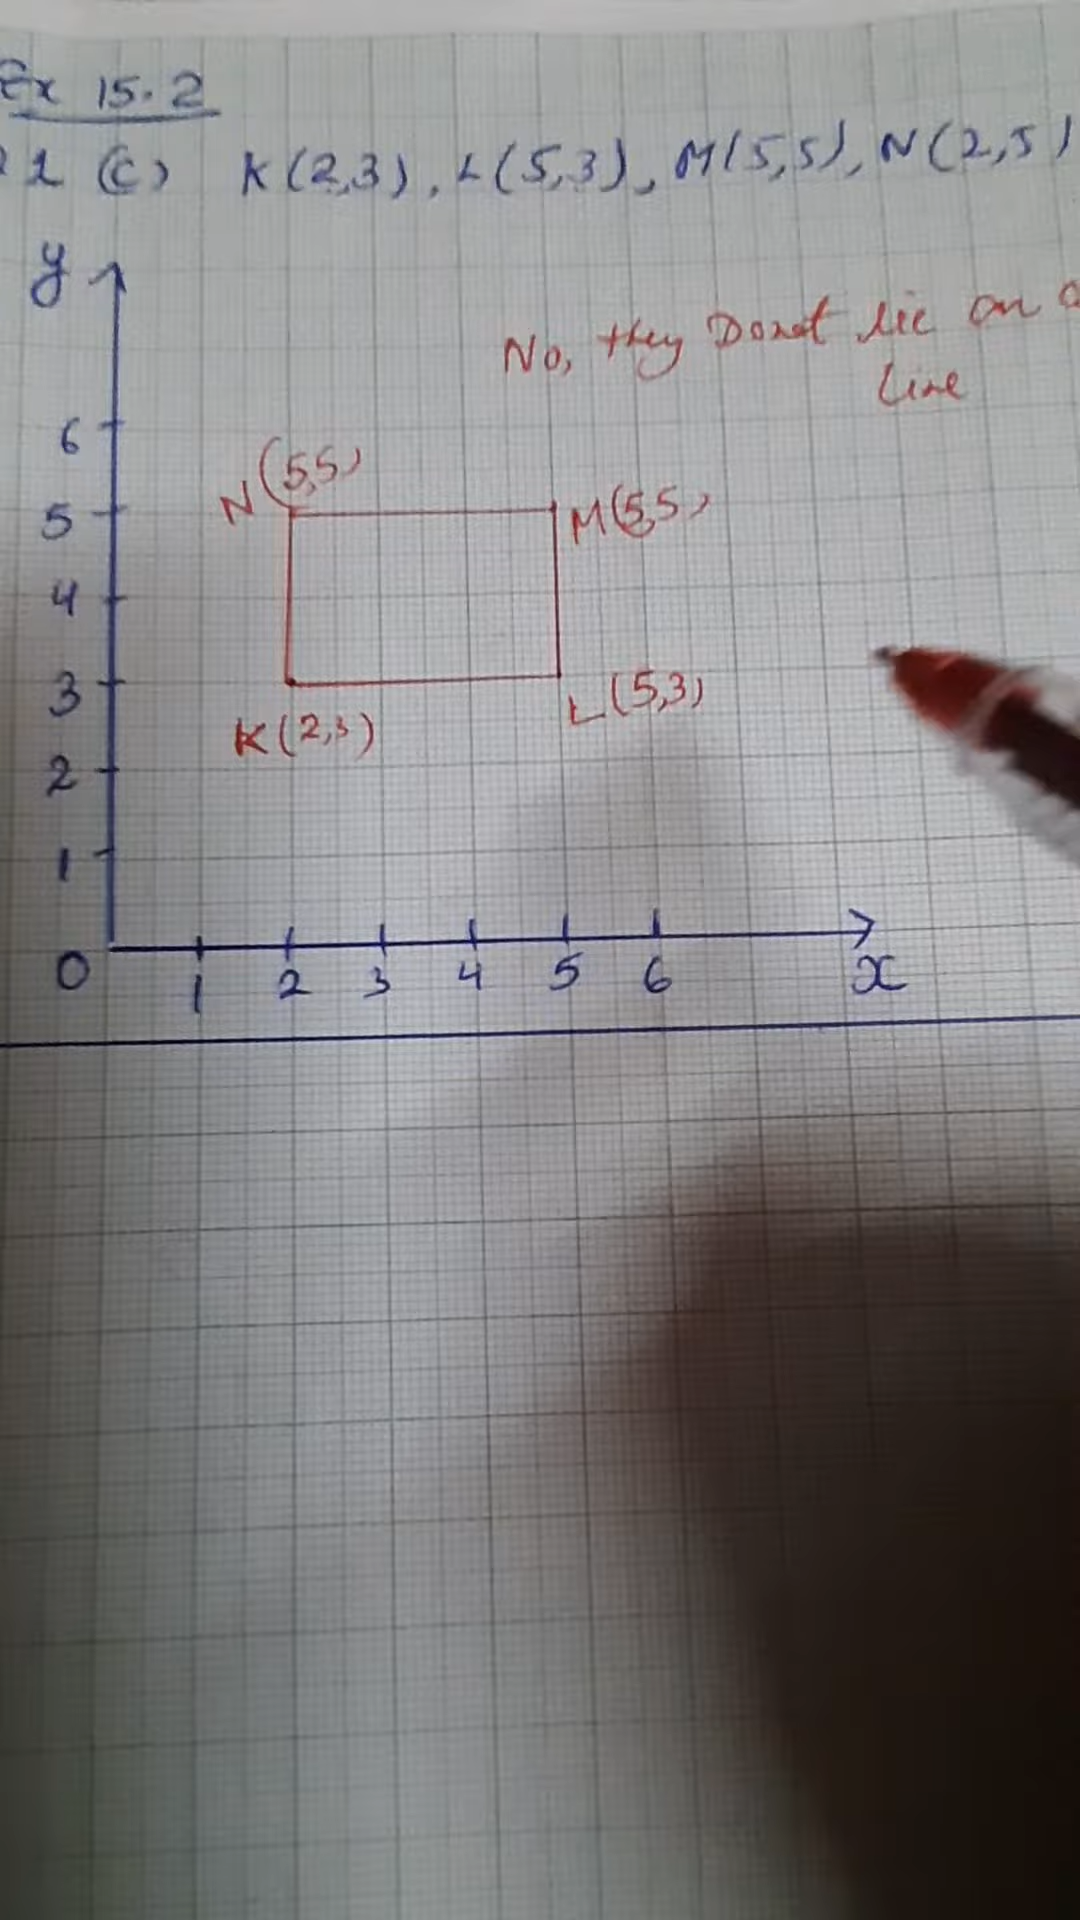 Ex 15.2
1 (C) K(2,3), L(5,3), M(5,5), N(2,5)
y
No, they Donot lie on a
line
6
N(5,5)
5
M(5,5)
4
3
L(5,3)
K(2,3)
2
1
0
1 2 3 4 5 6 x